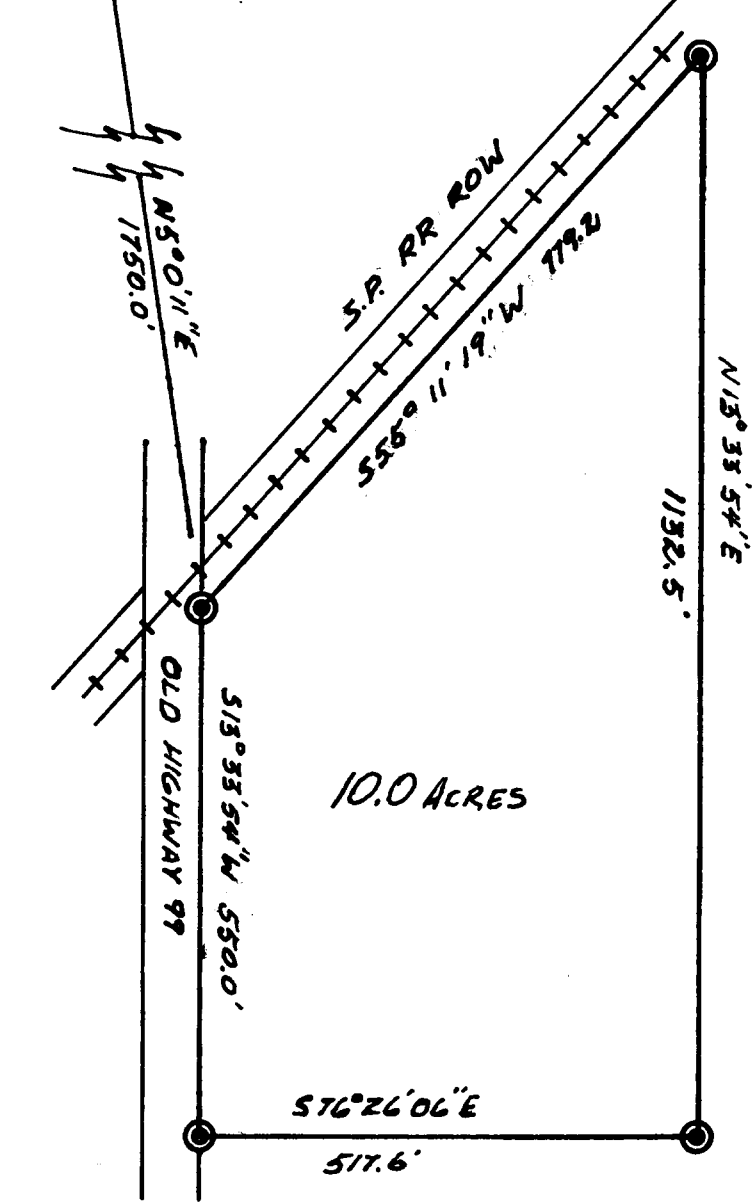 N5°0'11"E
1750.0'
S.P. RR ROW
S55° 11' 19" W 779.2
N13° 33' 54" E
1132.5'
OLD HIGHWAY 99
S13° 33' 54" W 550.0'
10.0 ACRES
S76°26'06"E
517.6'